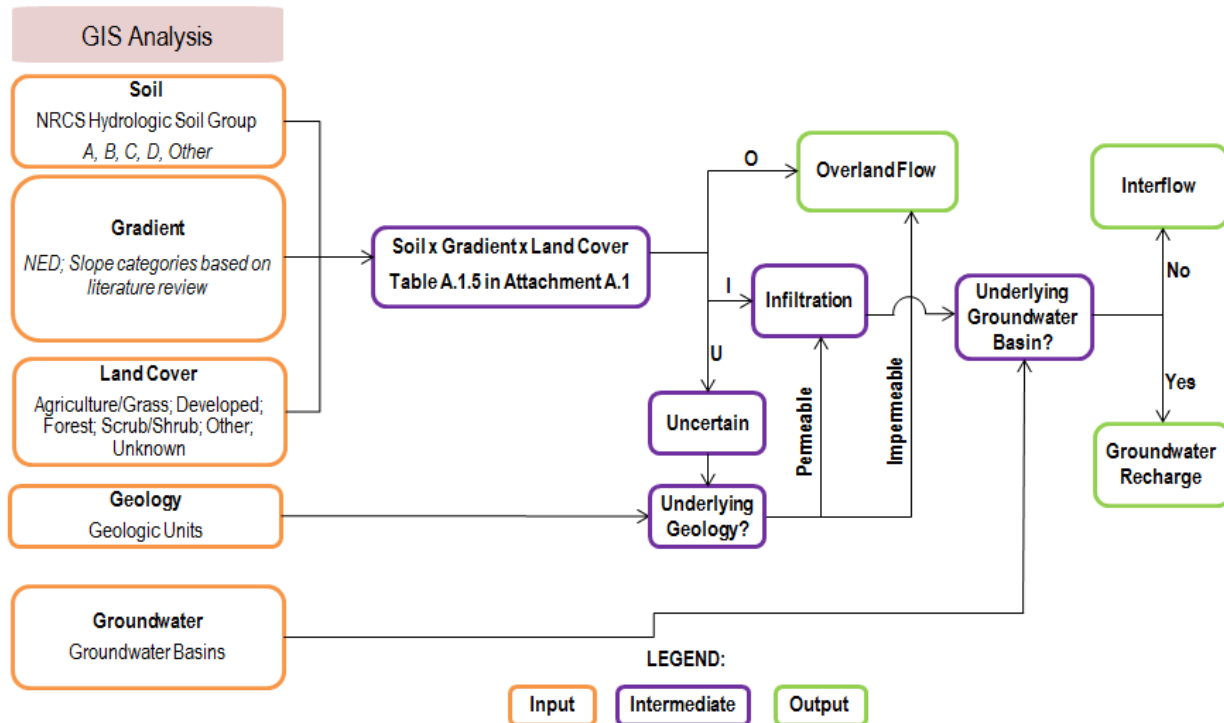 GIS Analysis
Soil
NRCS Hydrologic Soil Group
A, B, C, D, Other
Gradient
NED; Slope categories based on
literature review
Land Cover
Agriculture/Grass; Developed;
Forest; Scrub/Shrub; Other;
Unknown
Geology
Geologic Units
Groundwater
Groundwater Basins
Soil x Gradient x Land Cover
Table A.1.5 in Attachment A.1
O
I
U
Overland Flow
Infiltration
Uncertain
Underlying
Geology?
Permeable
Impermeable
Underlying
Groundwater
Basin?
No
Yes
Interflow
Groundwater
Recharge
LEGEND:
Input
Intermediate
Output